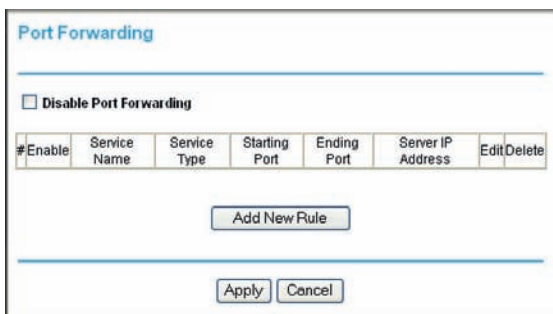 Port Forwarding
Disable Port Forwarding
# Enable Service Name Service Type Starting Port Ending Port Server IP Address Edit Delete
Add New Rule
Apply Cancel